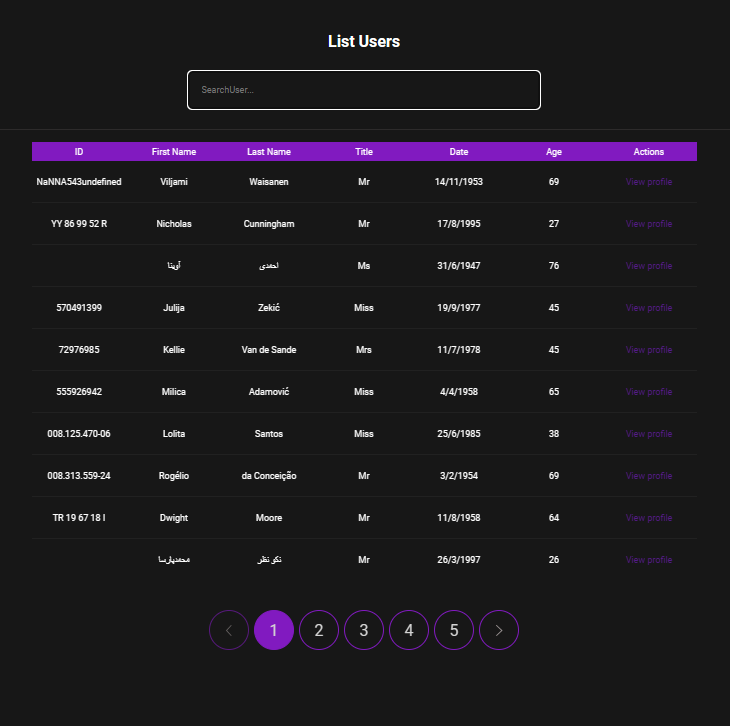 List Users
SearchUser...
ID First Name Last Name Title Date Age Actions
NaNNA543undefined Viljami Waisanen Mr 14/11/1953 69 View profile
YY 86 99 52 R Nicholas Cunningham Mr 17/8/1995 27 View profile
آوینا احمدی Ms 31/6/1947 76 View profile
570491399 Julija Zekić Miss 19/9/1977 45 View profile
72976985 Kellie Van de Sande Mrs 11/7/1978 45 View profile
555926942 Milica Adamović Miss 4/4/1958 65 View profile
008.125.470-06 Lolita Santos Miss 25/6/1985 38 View profile
008.313.559-24 Rogélio da Conceição Mr 3/2/1954 69 View profile
TR 19 67 18 I Dwight Moore Mr 11/8/1958 64 View profile
محمدپارسا نكو نظر Mr 26/3/1997 26 View profile
1 2 3 4 5